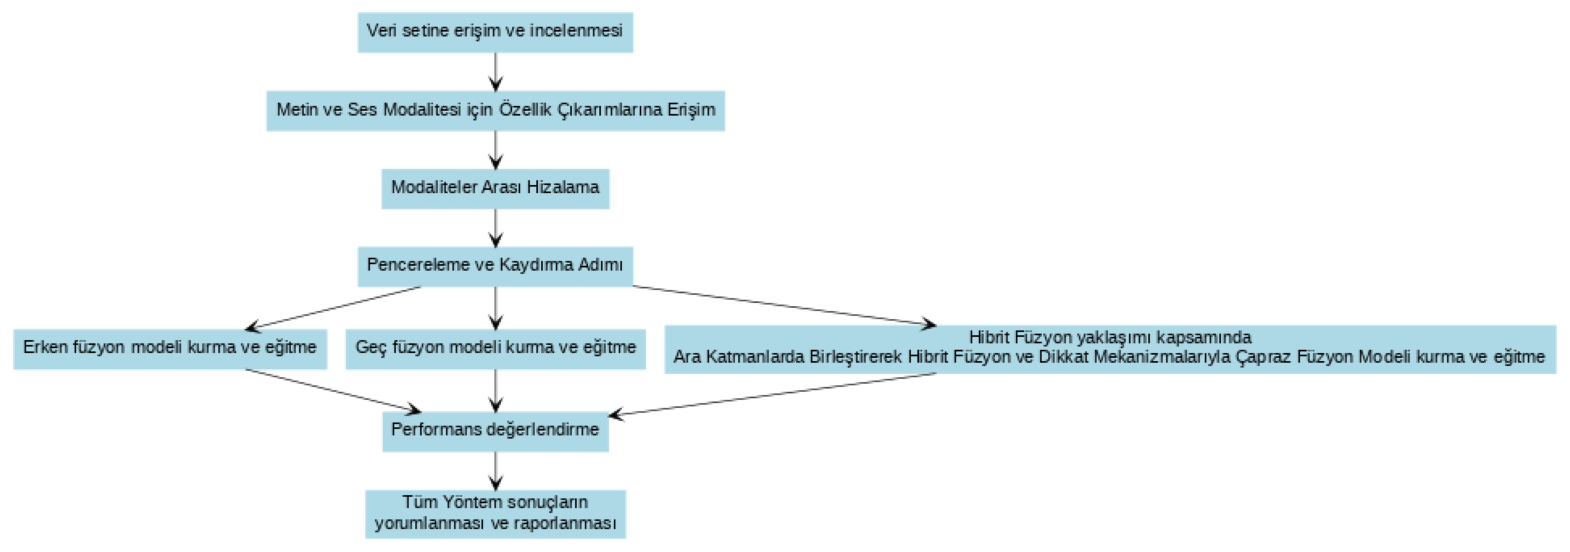 Veri setine erişim ve incelenmesi
Metin ve Ses Modalitesi için Özellik Çıkarımlarına Erişim
Modaliteler Arası Hizalama
Pencereleme ve Kaydırma Adımı
Erken füzyon modeli kurma ve eğitme
Geç füzyon modeli kurma ve eğitme
Hibrit Füzyon yaklaşımı kapsamında
Ara Katmanlarda Birleştirerek Hibrit Füzyon ve Dikkat Mekanizmalarıyla Çapraz Füzyon Modeli kurma ve eğitme
Performans değerlendirme
Tüm Yöntem sonuçların
yorumlanması ve raporlanması